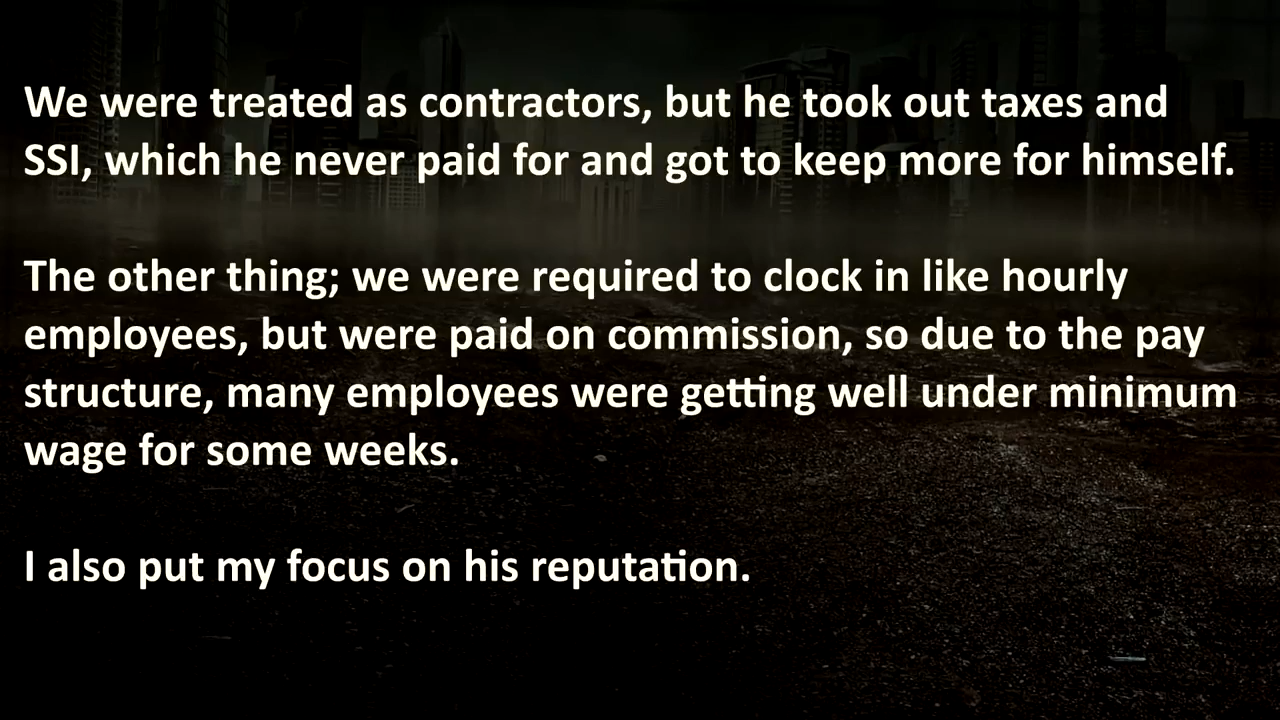 We were treated as contractors, but he took out taxes and
SSI, which he never paid for and got to keep more for himself.
The other thing; we were required to clock in like hourly
employees, but were paid on commission, so due to the pay
structure, many employees were getting well under minimum
wage for some weeks.
I also put my focus on his reputation.